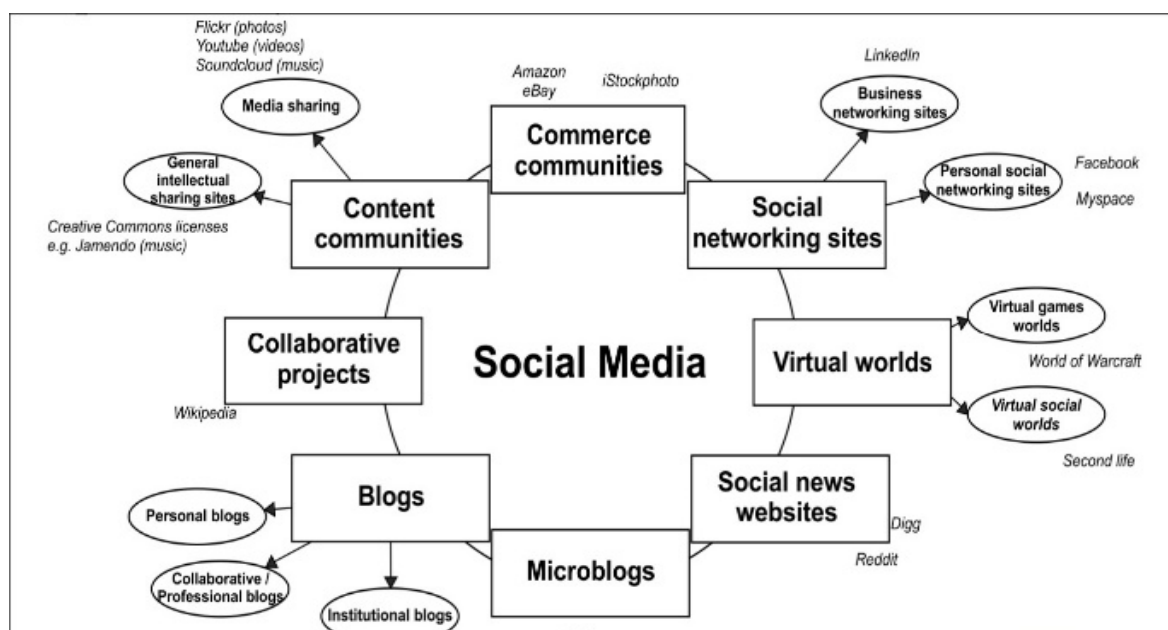 Flickr (photos)
Youtube (videos)
Soundcloud (music)
Media sharing
General
intellectual
sharing sites
Creative Commons licenses
e.g. Jamendo (music)
Content
communities
Amazon
eBay
iStockphoto
Commerce
communities
LinkedIn
Business
networking sites
Personal social
networking sites
Facebook
Myspace
Social
networking sites
Collaborative
projects
Wikipedia
Social Media
Virtual worlds
Virtual games
worlds
World of Warcraft
Virtual social
worlds
Second life
Blogs
Personal blogs
Collaborative /
Professional blogs
Institutional blogs
Microblogs
Social news
websites
Digg
Reddit